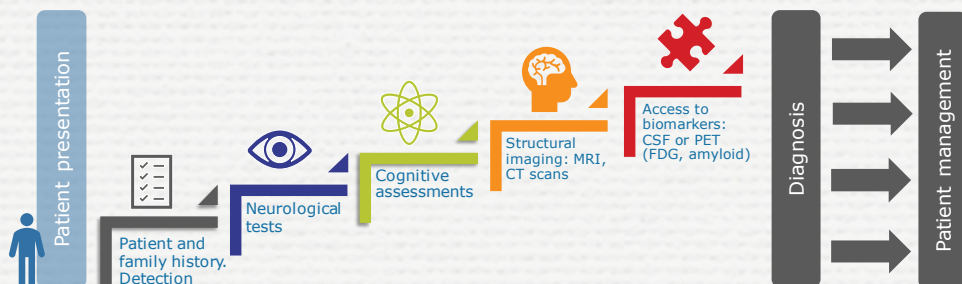 Patient presentation
Patient and
family history.
Detection
Neurological
tests
Cognitive
assessments
Structural
imaging: MRI,
CT scans
Access to
biomarkers:
CSF or PET
(FDG, amyloid)
Diagnosis
Patient management